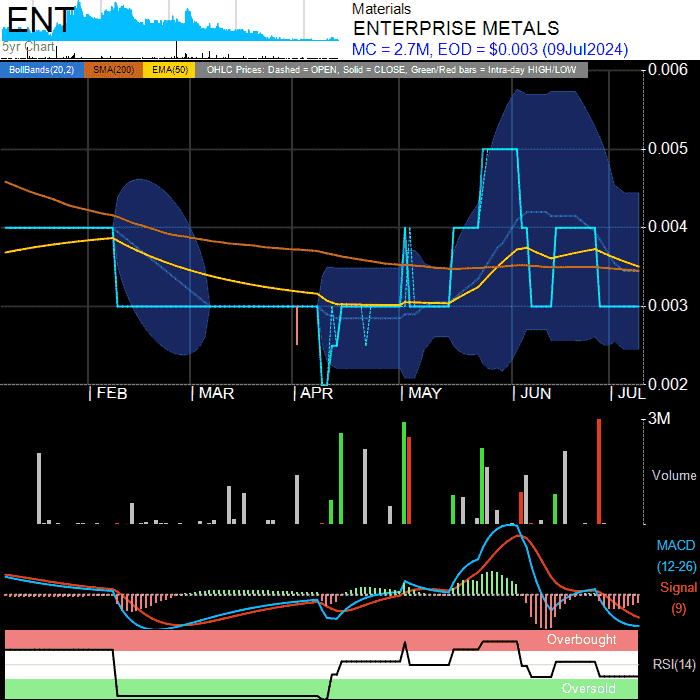 ENT
5yr Chart
Materials
ENTERPRISE METALS
MC = 2.7M, EOD = $0.003 (09Jul2024)
BollBands(20,2) SMA(200) EMA(50) OHLC Prices: Dashed = OPEN, Solid = CLOSE, Green/Red bars = Intra-day HIGH/LOW
0.006
0.005
0.004
0.003
0.002
| FEB | MAR | APR | MAY | JUN | JUL
3M
Volume
MACD
(12-26)
Signal
(9)
Overbought
RSI(14)
Oversold